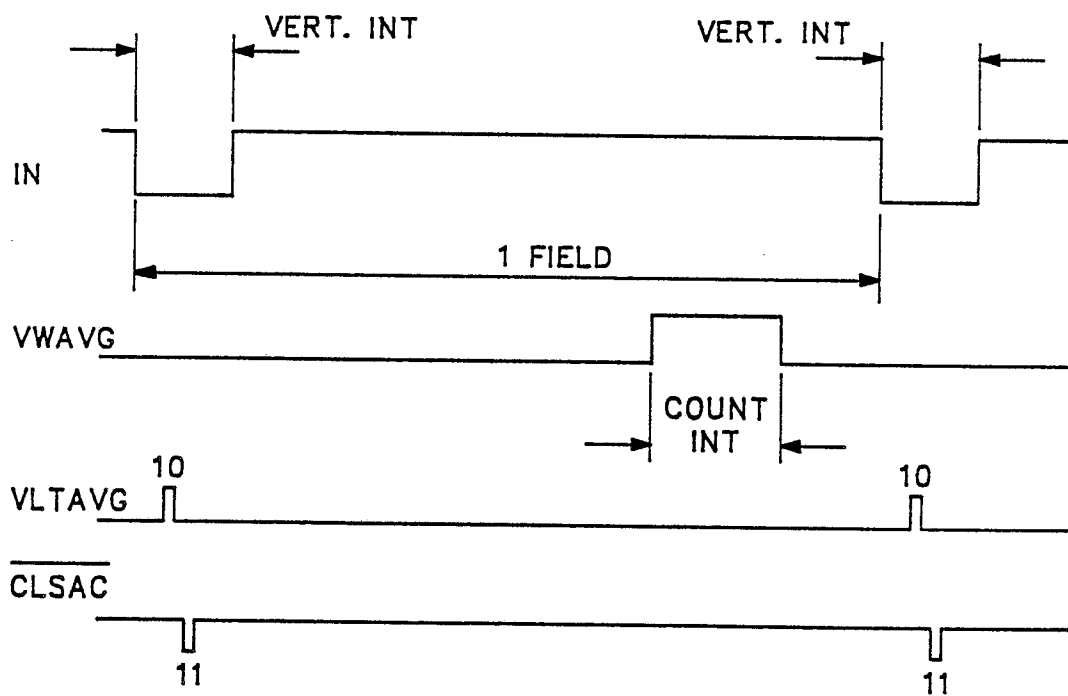 VERT. INT
VERT. INT
IN
1 FIELD
VWAVG
COUNT
INT
10
10
VLTAVG
CLSAC
11
11